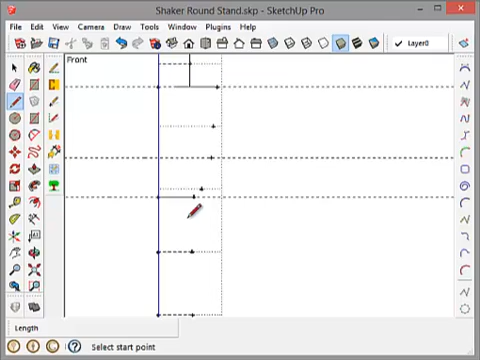 Shaker Round Stand.skp - SketchUp Pro
File Edit View Camera Draw Tools Window Plugins Help
Layer0
Front
Length
Select start point